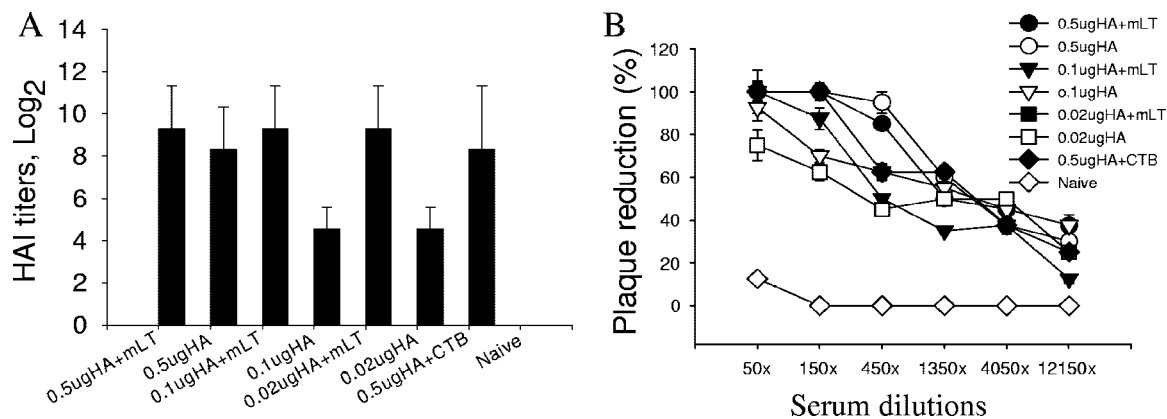 A
HAI titers, Log2
14
12
10
8
6
4
2
0
0.5ugHA+mLT
0.5ugHA
0.1ugHA+mLT
0.1ugHA
0.02ugHA+mLT
0.02ugHA
0.5ugHA+CTB
Naive
B
Plaque reduction (%)
120
100
80
60
40
20
0
50x 150x 450x 1350x 4050x 12150x
Serum dilutions
0.5ugHA+mLT
0.5ugHA
0.1ugHA+mLT
o.1ugHA
0.02ugHA+mLT
0.02ugHA
0.5ugHA+CTB
Naive